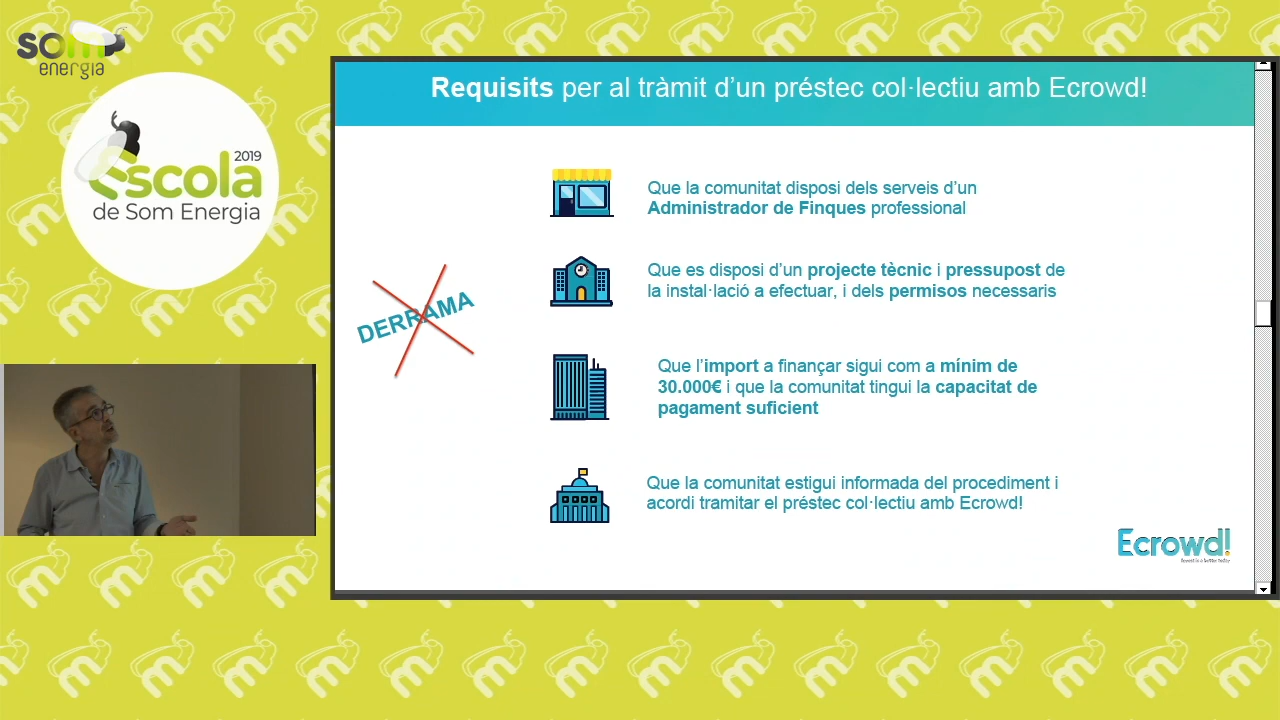 som
energia
2019
Escola
de Som Energia
Requisits per al tràmit d'un préstec col·lectiu amb Ecrowd!
Que la comunitat disposi dels serveis d'un
Administrador de Finques professional
DERRAMA
Que es disposi d'un projecte tècnic i pressupost de
la instal·lació a efectuar, i dels permisos necessaris
Que l'import a finançar sigui com a mínim de
30.000€ i que la comunitat tingui la capacitat de
pagament suficient
Que la comunitat estigui informada del procediment i
acordi tramitar el préstec col·lectiu amb Ecrowd!
Ecrowd!